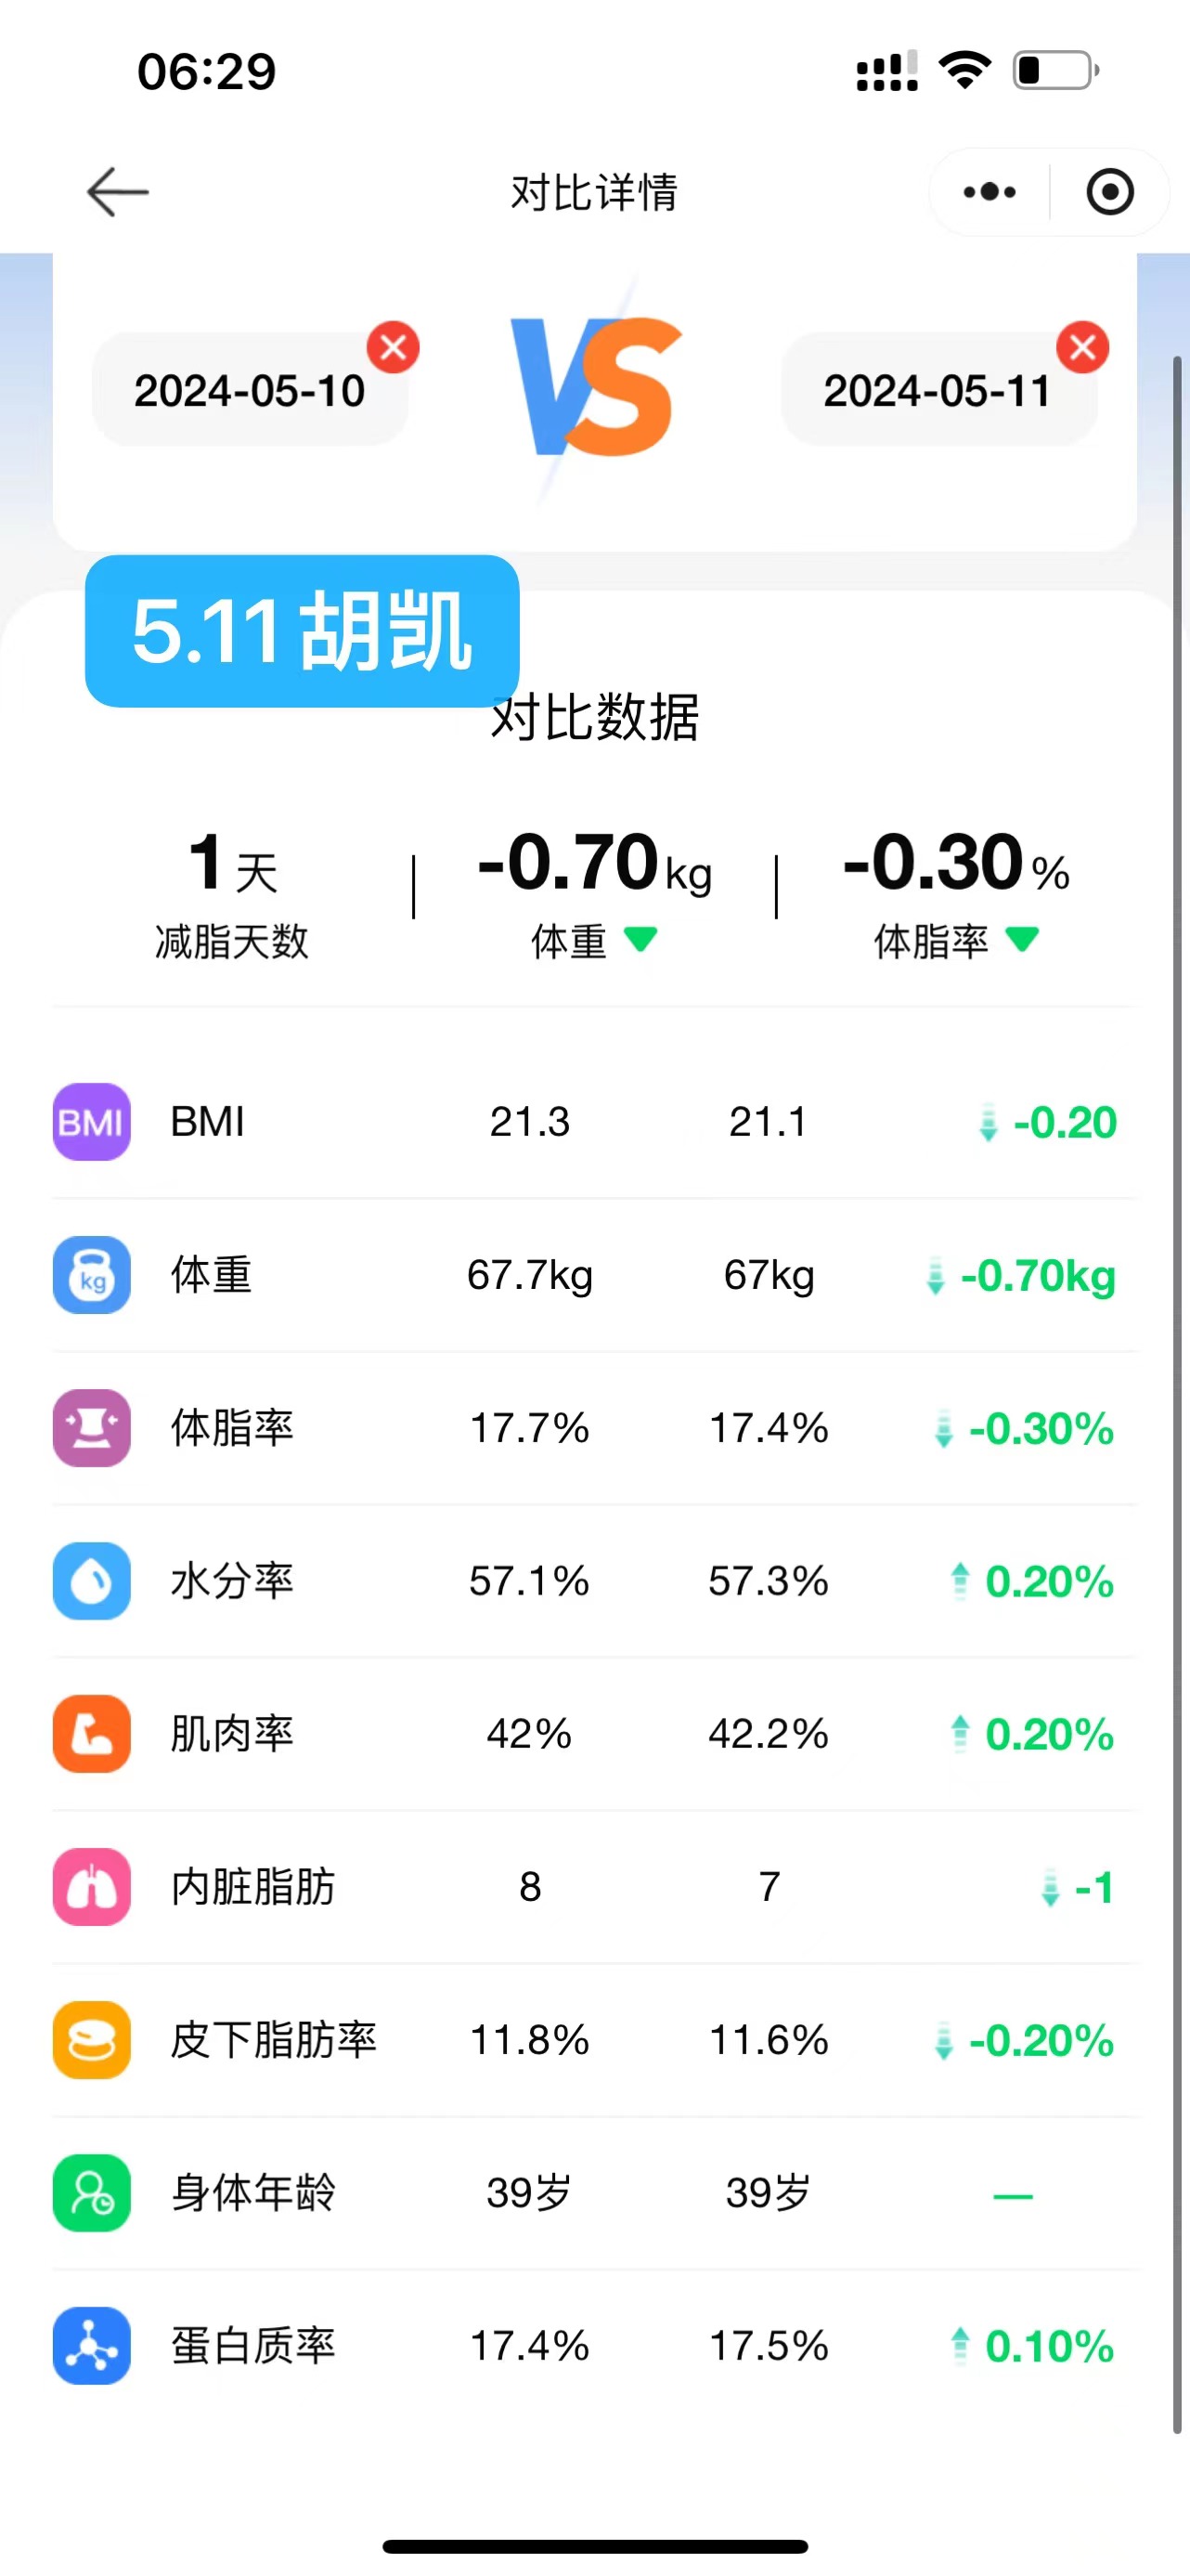 06:29
对比详情
2024-05-10 VS 2024-05-11
5.11胡凯
对比数据
1天 -0.70kg -0.30%
减脂天数 体重 体脂率
BMI BMI 21.3 21.1 -0.20
kg 体重 67.7kg 67kg -0.70kg
体脂率 17.7% 17.4% -0.30%
水分率 57.1% 57.3% 0.20%
肌肉率 42% 42.2% 0.20%
内脏脂肪 8 7 -1
皮下脂肪率 11.8% 11.6% -0.20%
身体年龄 39岁 39岁 —
蛋白质率 17.4% 17.5% 0.10%